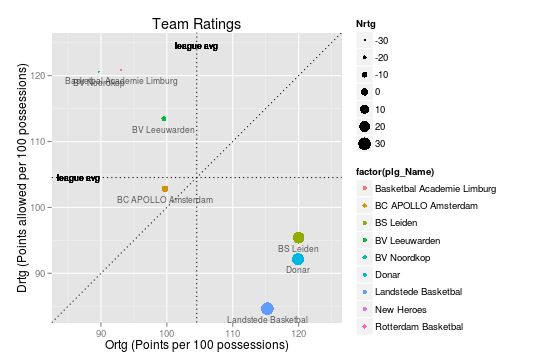 Team Ratings
league avg
Basketbal Academie Limburg
BV Noordkop
BV Leeuwarden
league avg
BC APOLLO Amsterdam
BS Leiden
Donar
Landstede Basketbal
120
110
100
90
90
100
110
120
Ortg (Points per 100 possessions)
Drtg (Points allowed per 100 possessions)
Nrtg
-30
-20
-10
0
10
20
30
factor(plg_Name)
Basketbal Academie Limburg
BC APOLLO Amsterdam
BS Leiden
BV Leeuwarden
BV Noordkop
Donar
Landstede Basketbal
New Heroes
Rotterdam Basketbal